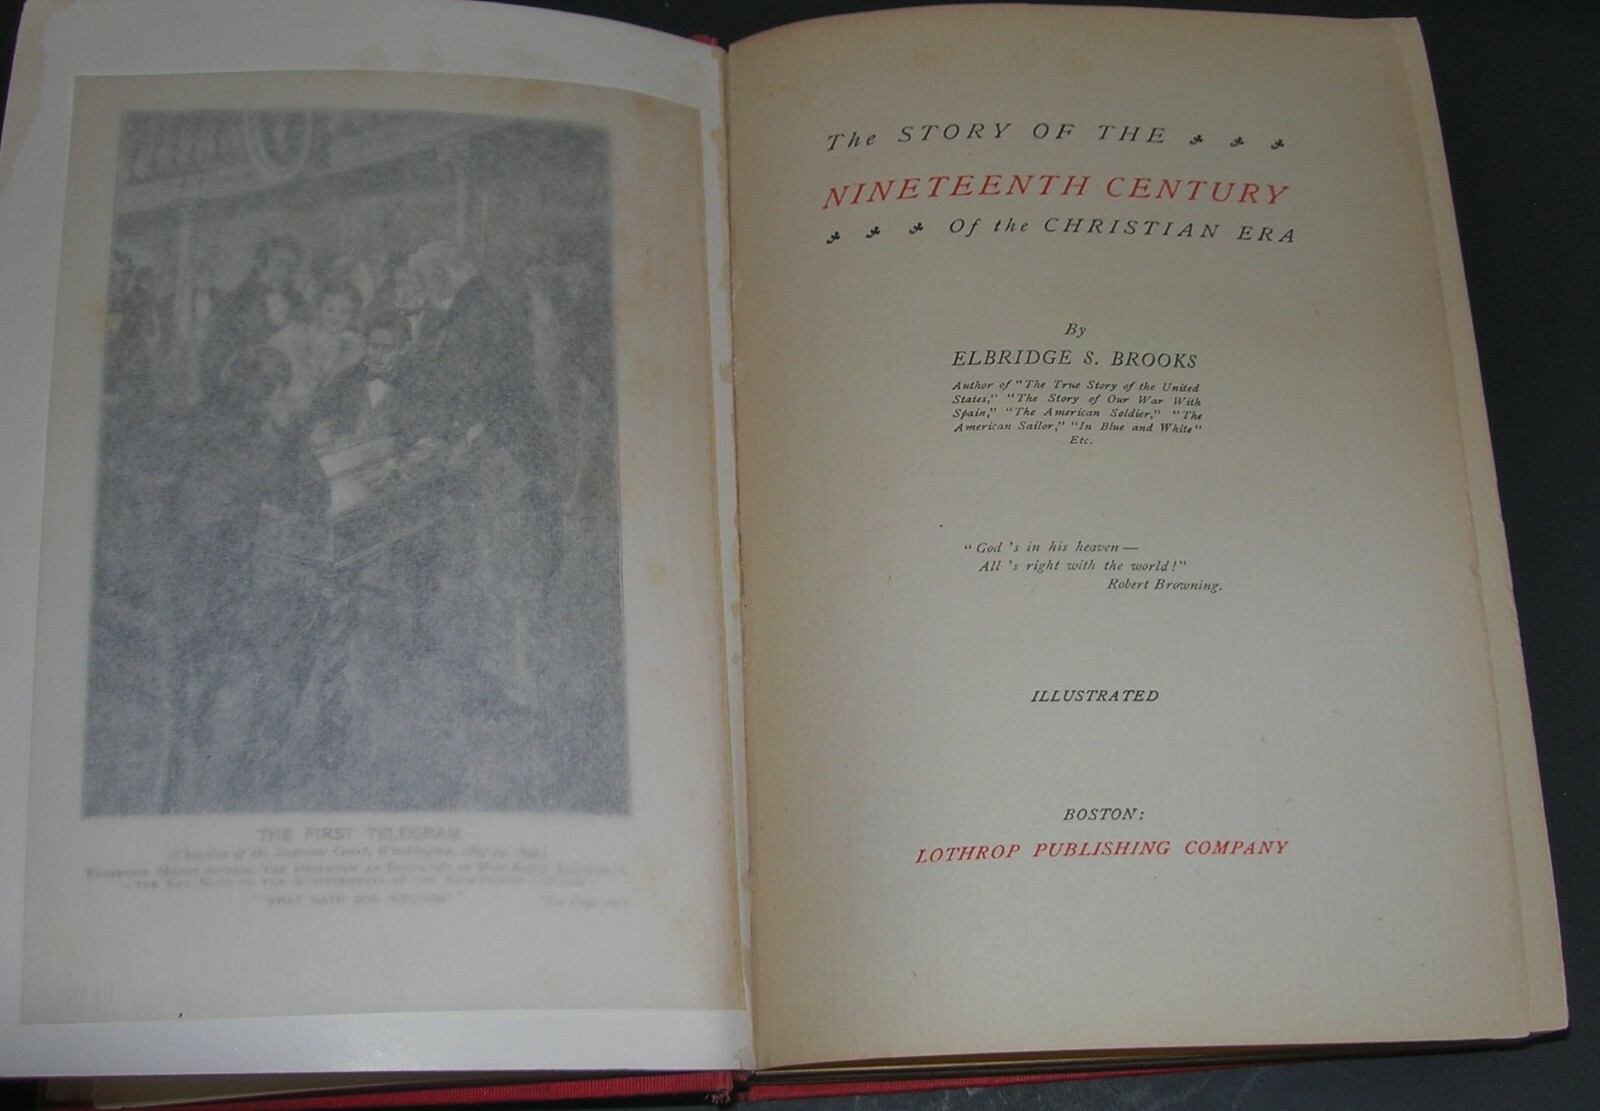 THE FIRST TELEGRAM
"WHAT HATH GOD WROUGHT"
The STORY OF THE
NINETEENTH CENTURY
Of the CHRISTIAN ERA
By
ELBRIDGE S. BROOKS
Author of "The True Story of the United
States," "The Story of Our War With
Spain," "The American Soldier," "The
American Sailor," "In Blue and White"
Etc.
"God 's in his heaven—
All 's right with the world!"
Robert Browning.
ILLUSTRATED
BOSTON:
LOTHROP PUBLISHING COMPANY